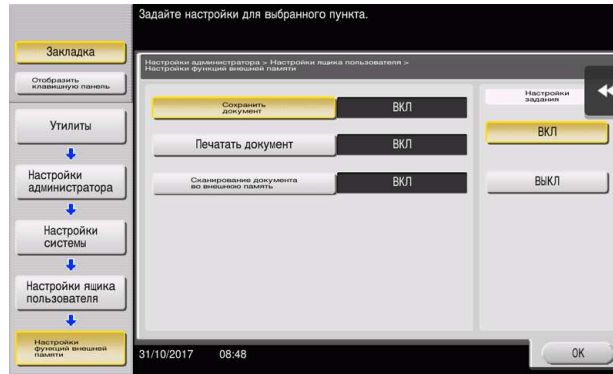 Задайте настройки для выбранного пункта.
Закладка
Отобразить
клавишную панель
Утилиты
Настройки
администратора
Настройки
системы
Настройки ящика
пользователя
Настройки
функций внешней
памяти
Настройки администратора > Настройки ящика пользователя >
Настройки функций внешней памяти
Сохранить
документ
ВКЛ
Печатать документ
ВКЛ
Сканирование документа
во внешнюю память
ВКЛ
Настройки
задания
ВКЛ
ВЫКЛ
31/10/2017 08:48
OK